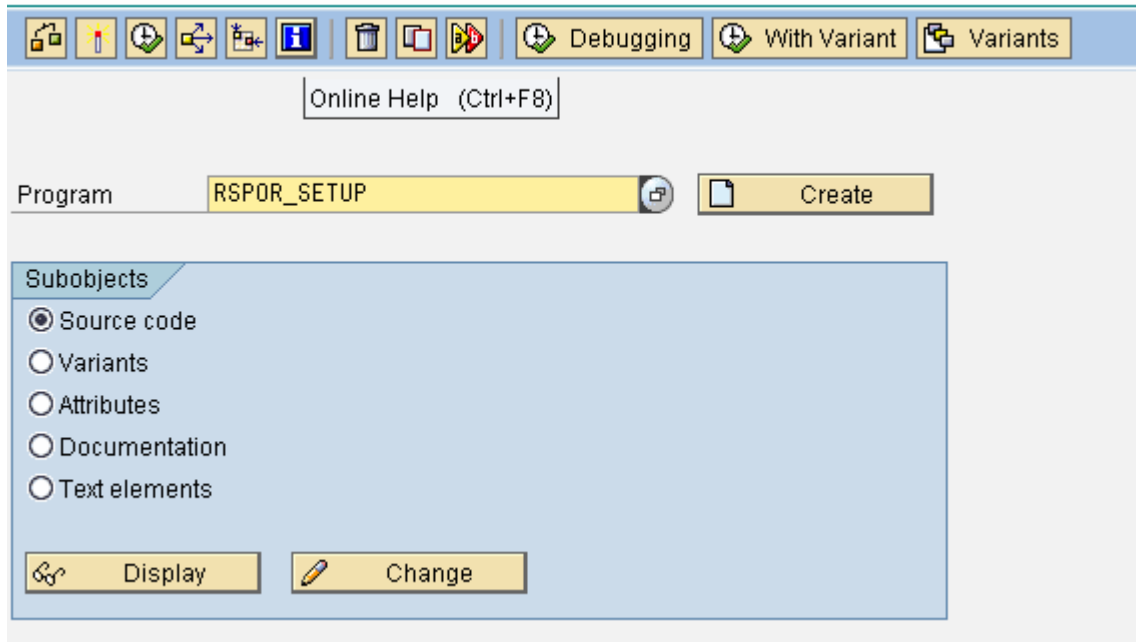 Debugging With Variant Variants
Online Help (Ctrl+F8)
Program RSPOR_SETUP Create
Subobjects
Source code
Variants
Attributes
Documentation
Text elements
Display Change